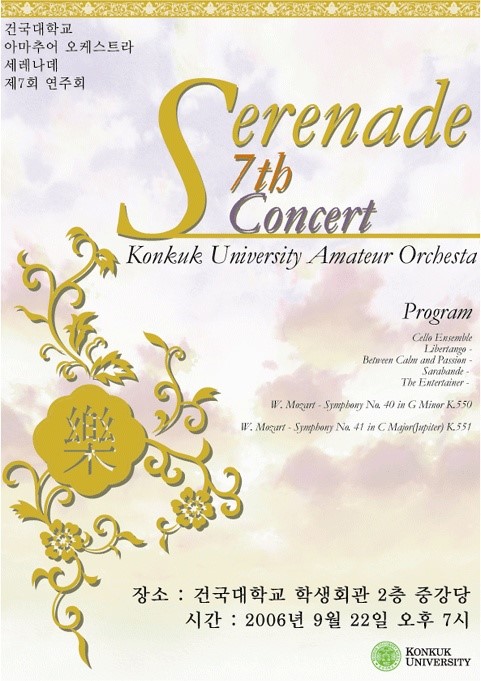 건국대학교
아마추어 오케스트라
세레나데
제7회 연주회
Serenade
7th
Concert
Konkuk University Amateur Orchesta
Program
Cello Ensemble
Libertango -
Between Calm and Passion -
Sarabande -
The Entertainer -
W. Mozart - Symphony No. 40 in G Minor K.550
W. Mozart - Symphony No. 41 in C Major(Jupiter) K.551
樂
장소 : 건국대학교 학생회관 2층 중강당
시간 : 2006년 9월 22일 오후 7시
KONKUK
UNIVERSITY